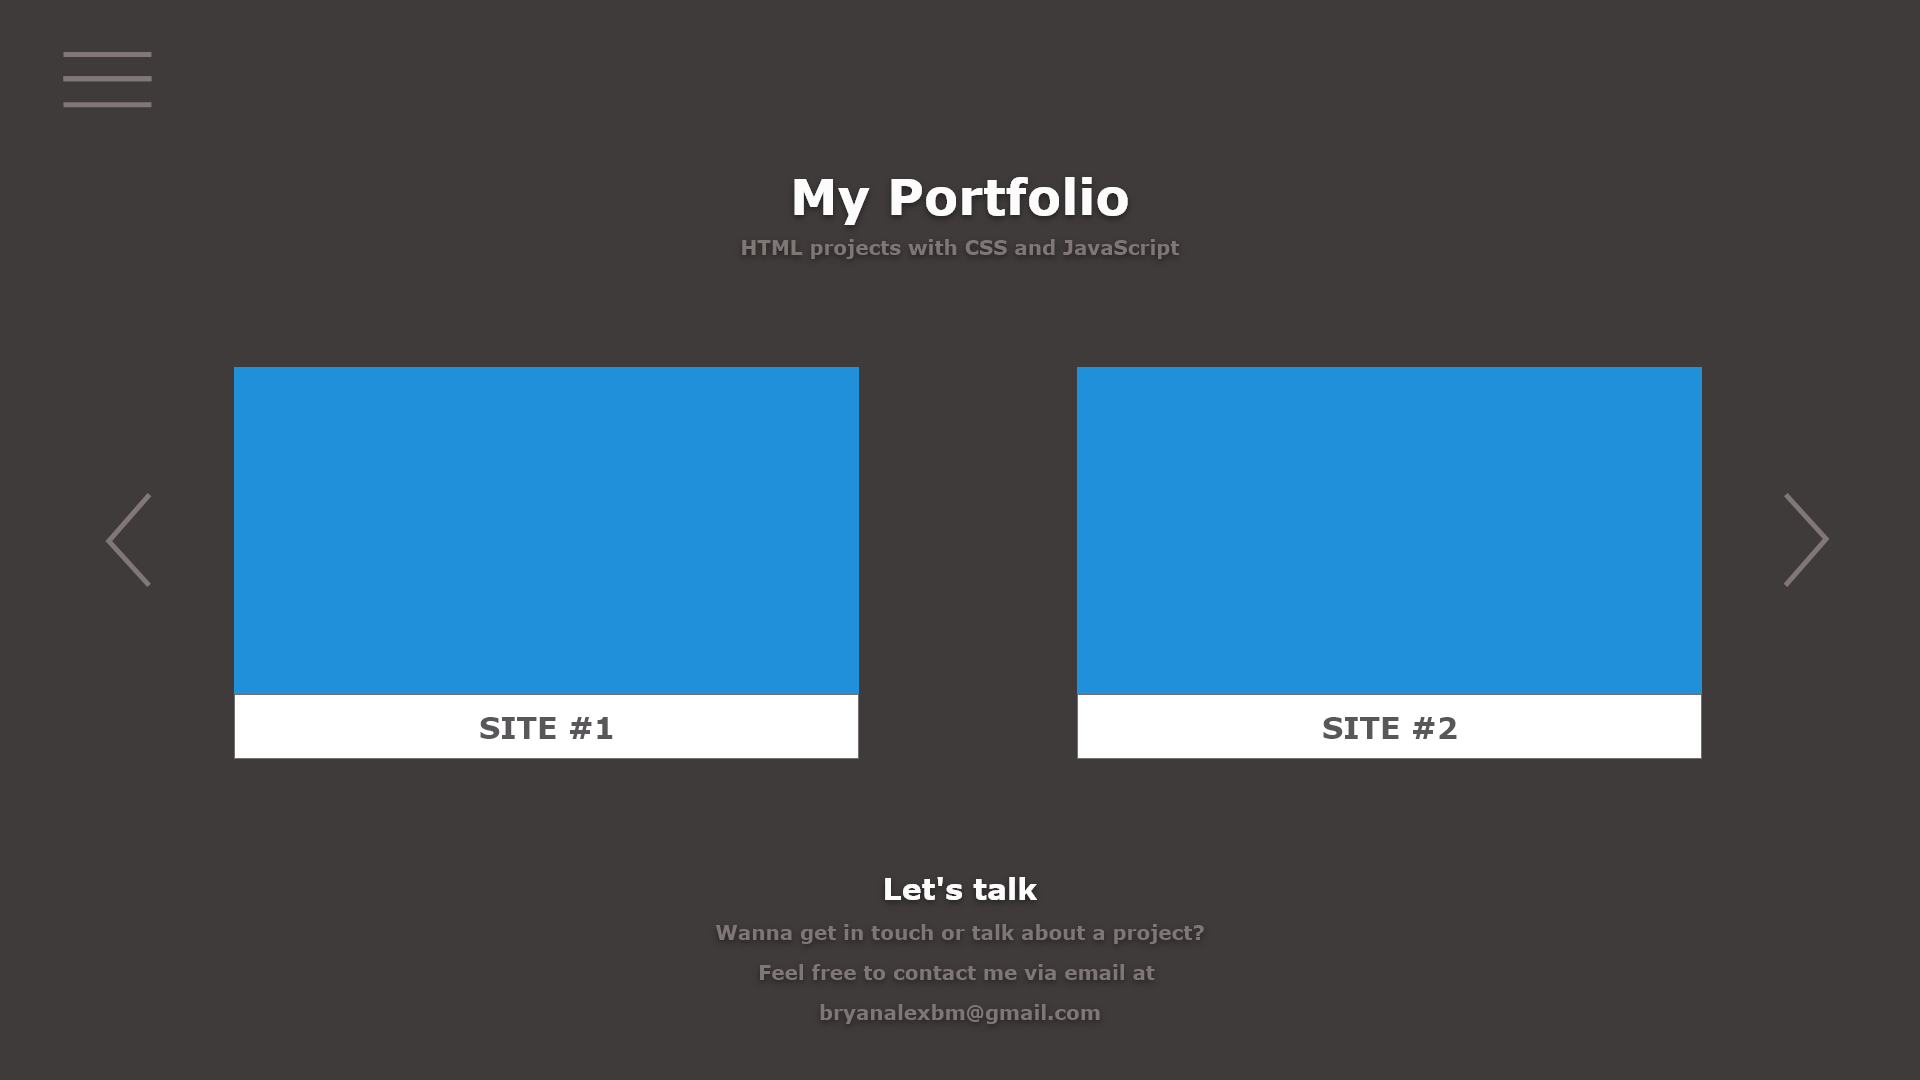 My Portfolio
HTML projects with CSS and JavaScript
SITE #1
SITE #2
Let's talk
Wanna get in touch or talk about a project?
Feel free to contact me via email at
bryanalexbm@gmail.com